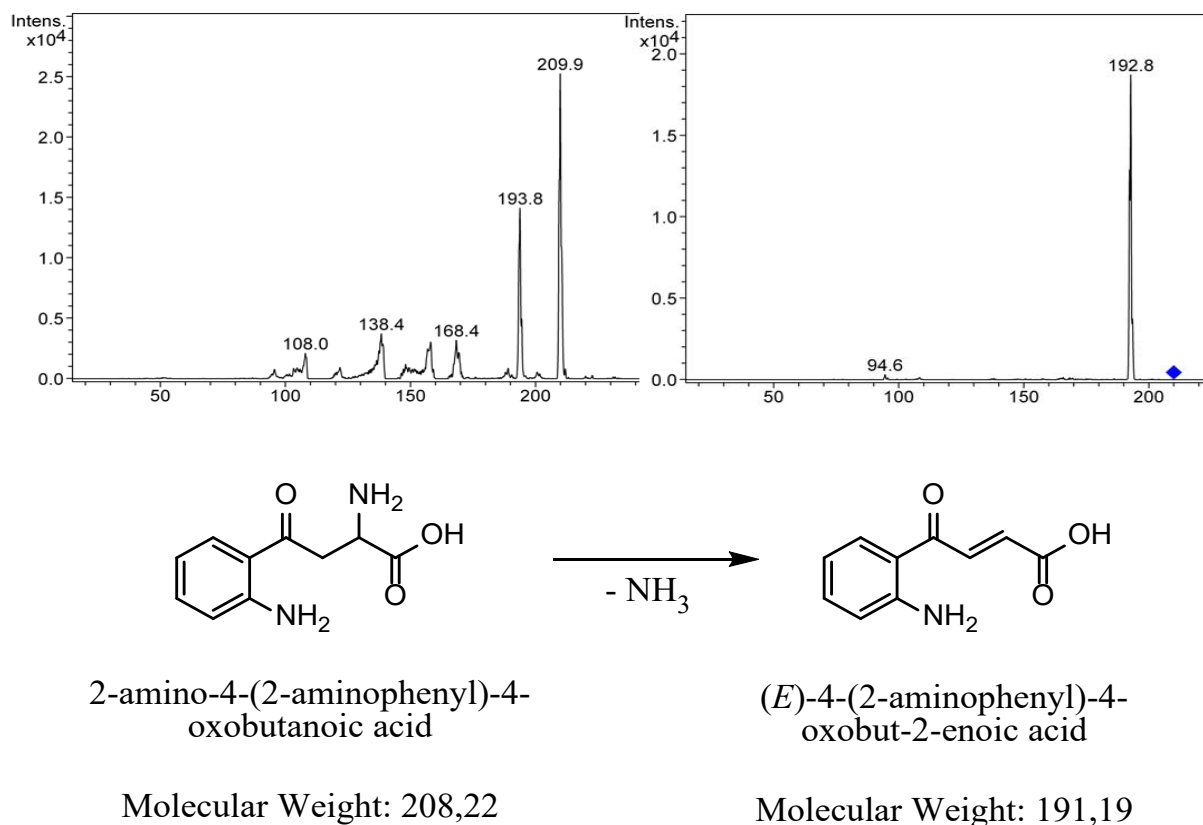 Intens.
x10⁴
2.5
2.0
1.5
1.0
0.5
0.0
50
100
150
200
108.0
138.4
168.4
193.8
209.9
Intens.
x10⁴
2.0
1.5
1.0
0.5
0.0
50
100
150
200
94.6
192.8
O
NH₂
OH
O
NH₂
- NH₃
O
OH
O
NH₂
2-amino-4-(2-aminophenyl)-4-
oxobutanoic acid
Molecular Weight: 208,22
(E)-4-(2-aminophenyl)-4-
oxobut-2-enoic acid
Molecular Weight: 191,19